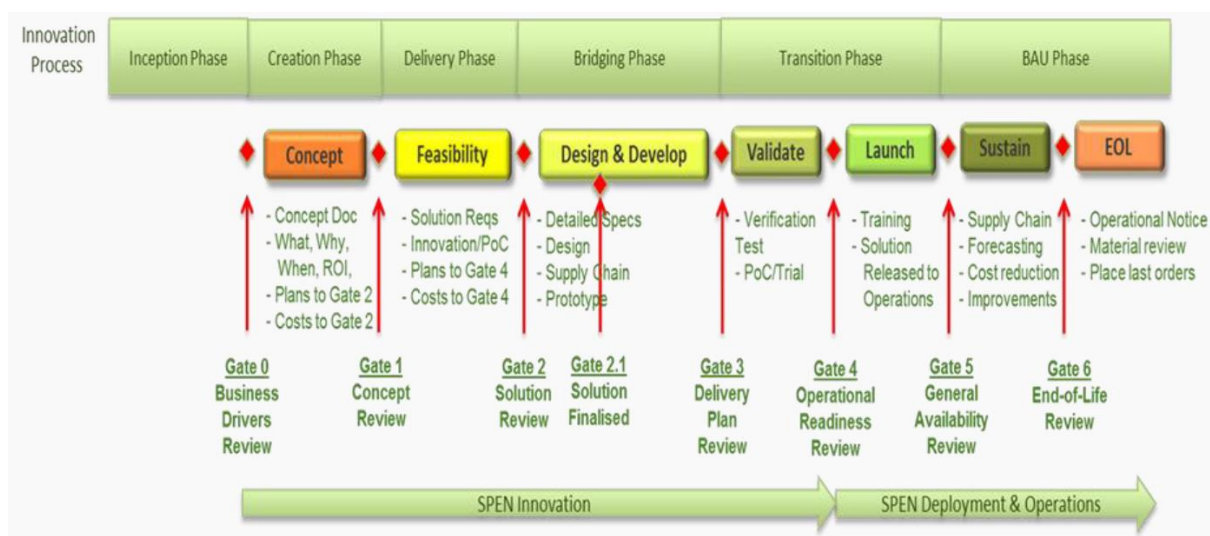 Innovation
Process
Inception Phase
Creation Phase
Delivery Phase
Bridging Phase
Transition Phase
BAU Phase
Concept
Feasibility
Design & Develop
Validate
Launch
Sustain
EOL
- Concept Doc
- What, Why,
When, ROI,
- Plans to Gate 2
- Costs to Gate 2
- Solution Reqs
- Innovation/PoC
- Plans to Gate 4
- Costs to Gate 4
- Detailed Specs
- Design
- Supply Chain
- Prototype
- Verification
Test
- PoC/Trial
- Training
- Solution
Released to
Operations
- Supply Chain
- Forecasting
- Cost reduction
- Improvements
- Operational Notice
- Material review
- Place last orders
Gate 0
Business
Drivers
Review
Gate 1
Concept
Review
Gate 2
Solution
Review
Gate 2.1
Solution
Finalised
Gate 3
Delivery
Plan
Review
Gate 4
Operational
Readiness
Review
Gate 5
General
Availability
Review
Gate 6
End-of-Life
Review
SPEN Innovation
SPEN Deployment & Operations